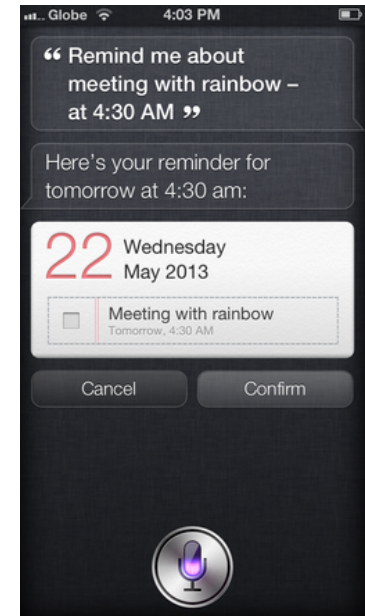 Globe 4:03 PM
“ Remind me about
meeting with rainbow –
at 4:30 AM ”
Here’s your reminder for
tomorrow at 4:30 am:
22 Wednesday
May 2013
Meeting with rainbow
Tomorrow, 4:30 AM
Cancel Confirm